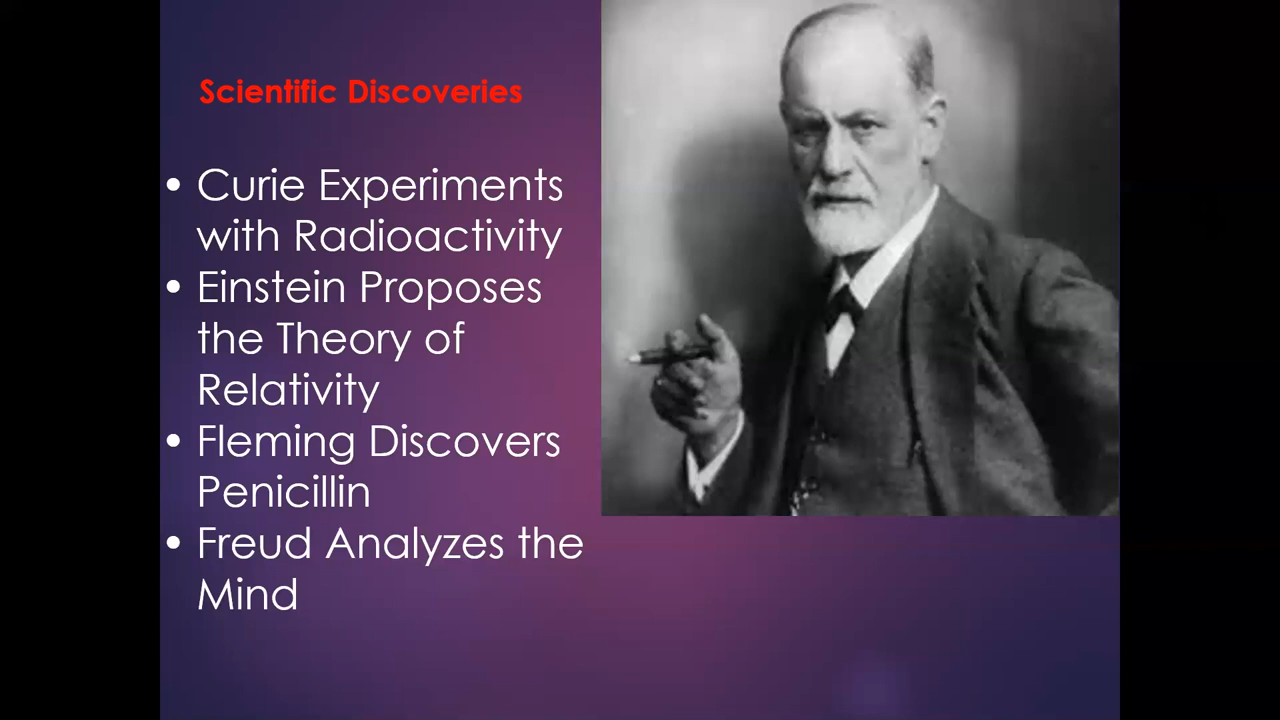 Scientific Discoveries
• Curie Experiments
with Radioactivity
• Einstein Proposes
the Theory of
Relativity
• Fleming Discovers
Penicillin
• Freud Analyzes the
Mind